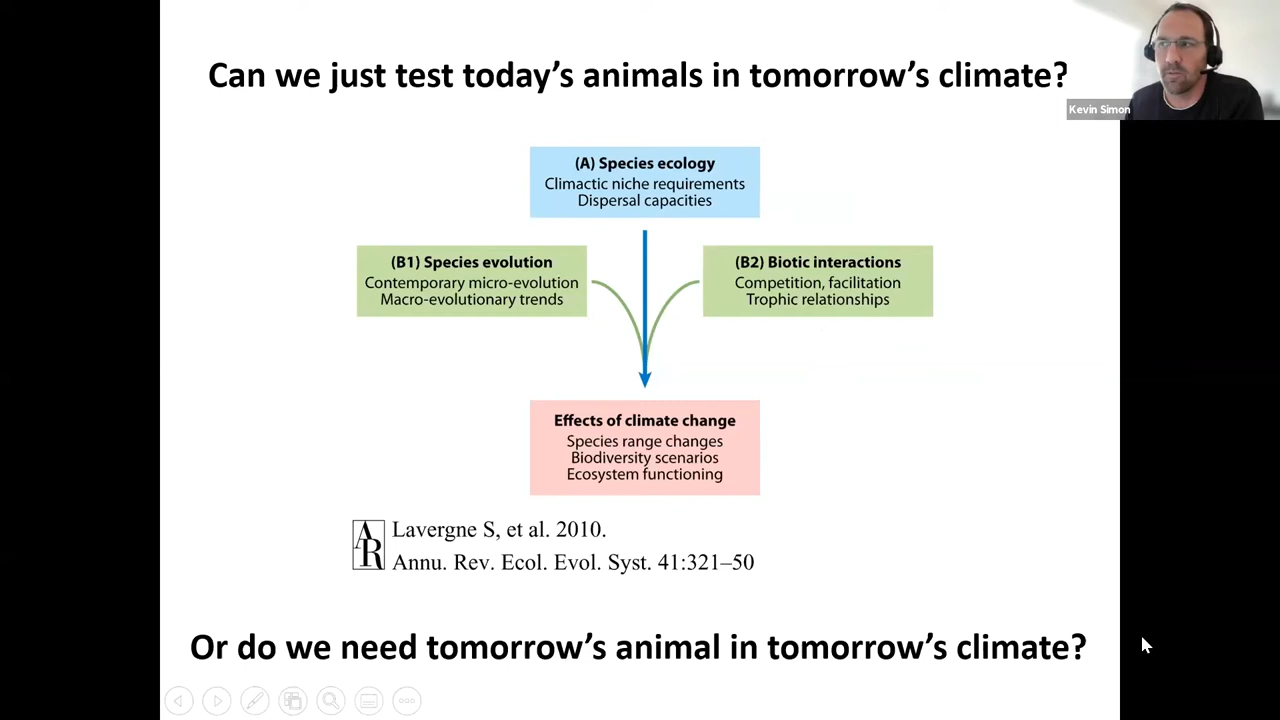 Can we just test today's animals in tomorrow's climate?
Kevin Simon
(A) Species ecology
Climactic niche requirements
Dispersal capacities
(B1) Species evolution
Contemporary micro-evolution
Macro-evolutionary trends
(B2) Biotic interactions
Competition, facilitation
Trophic relationships
Effects of climate change
Species range changes
Biodiversity scenarios
Ecosystem functioning
AR
Lavergne S, et al. 2010.
Annu. Rev. Ecol. Evol. Syst. 41:321–50
Or do we need tomorrow's animal in tomorrow's climate?